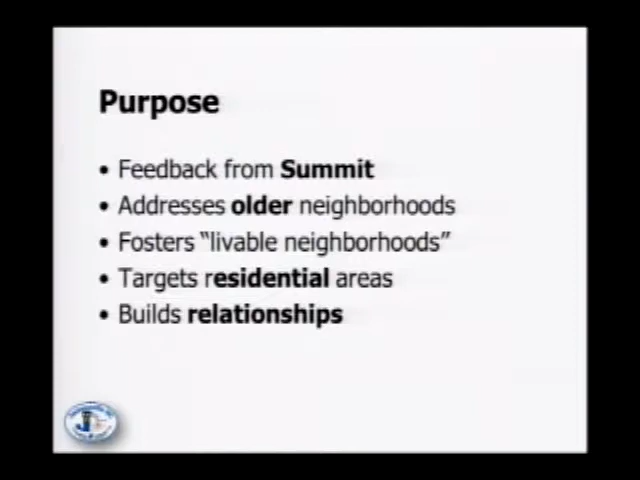 Purpose
• Feedback from Summit
• Addresses older neighborhoods
• Fosters “livable neighborhoods”
• Targets residential areas
• Builds relationships